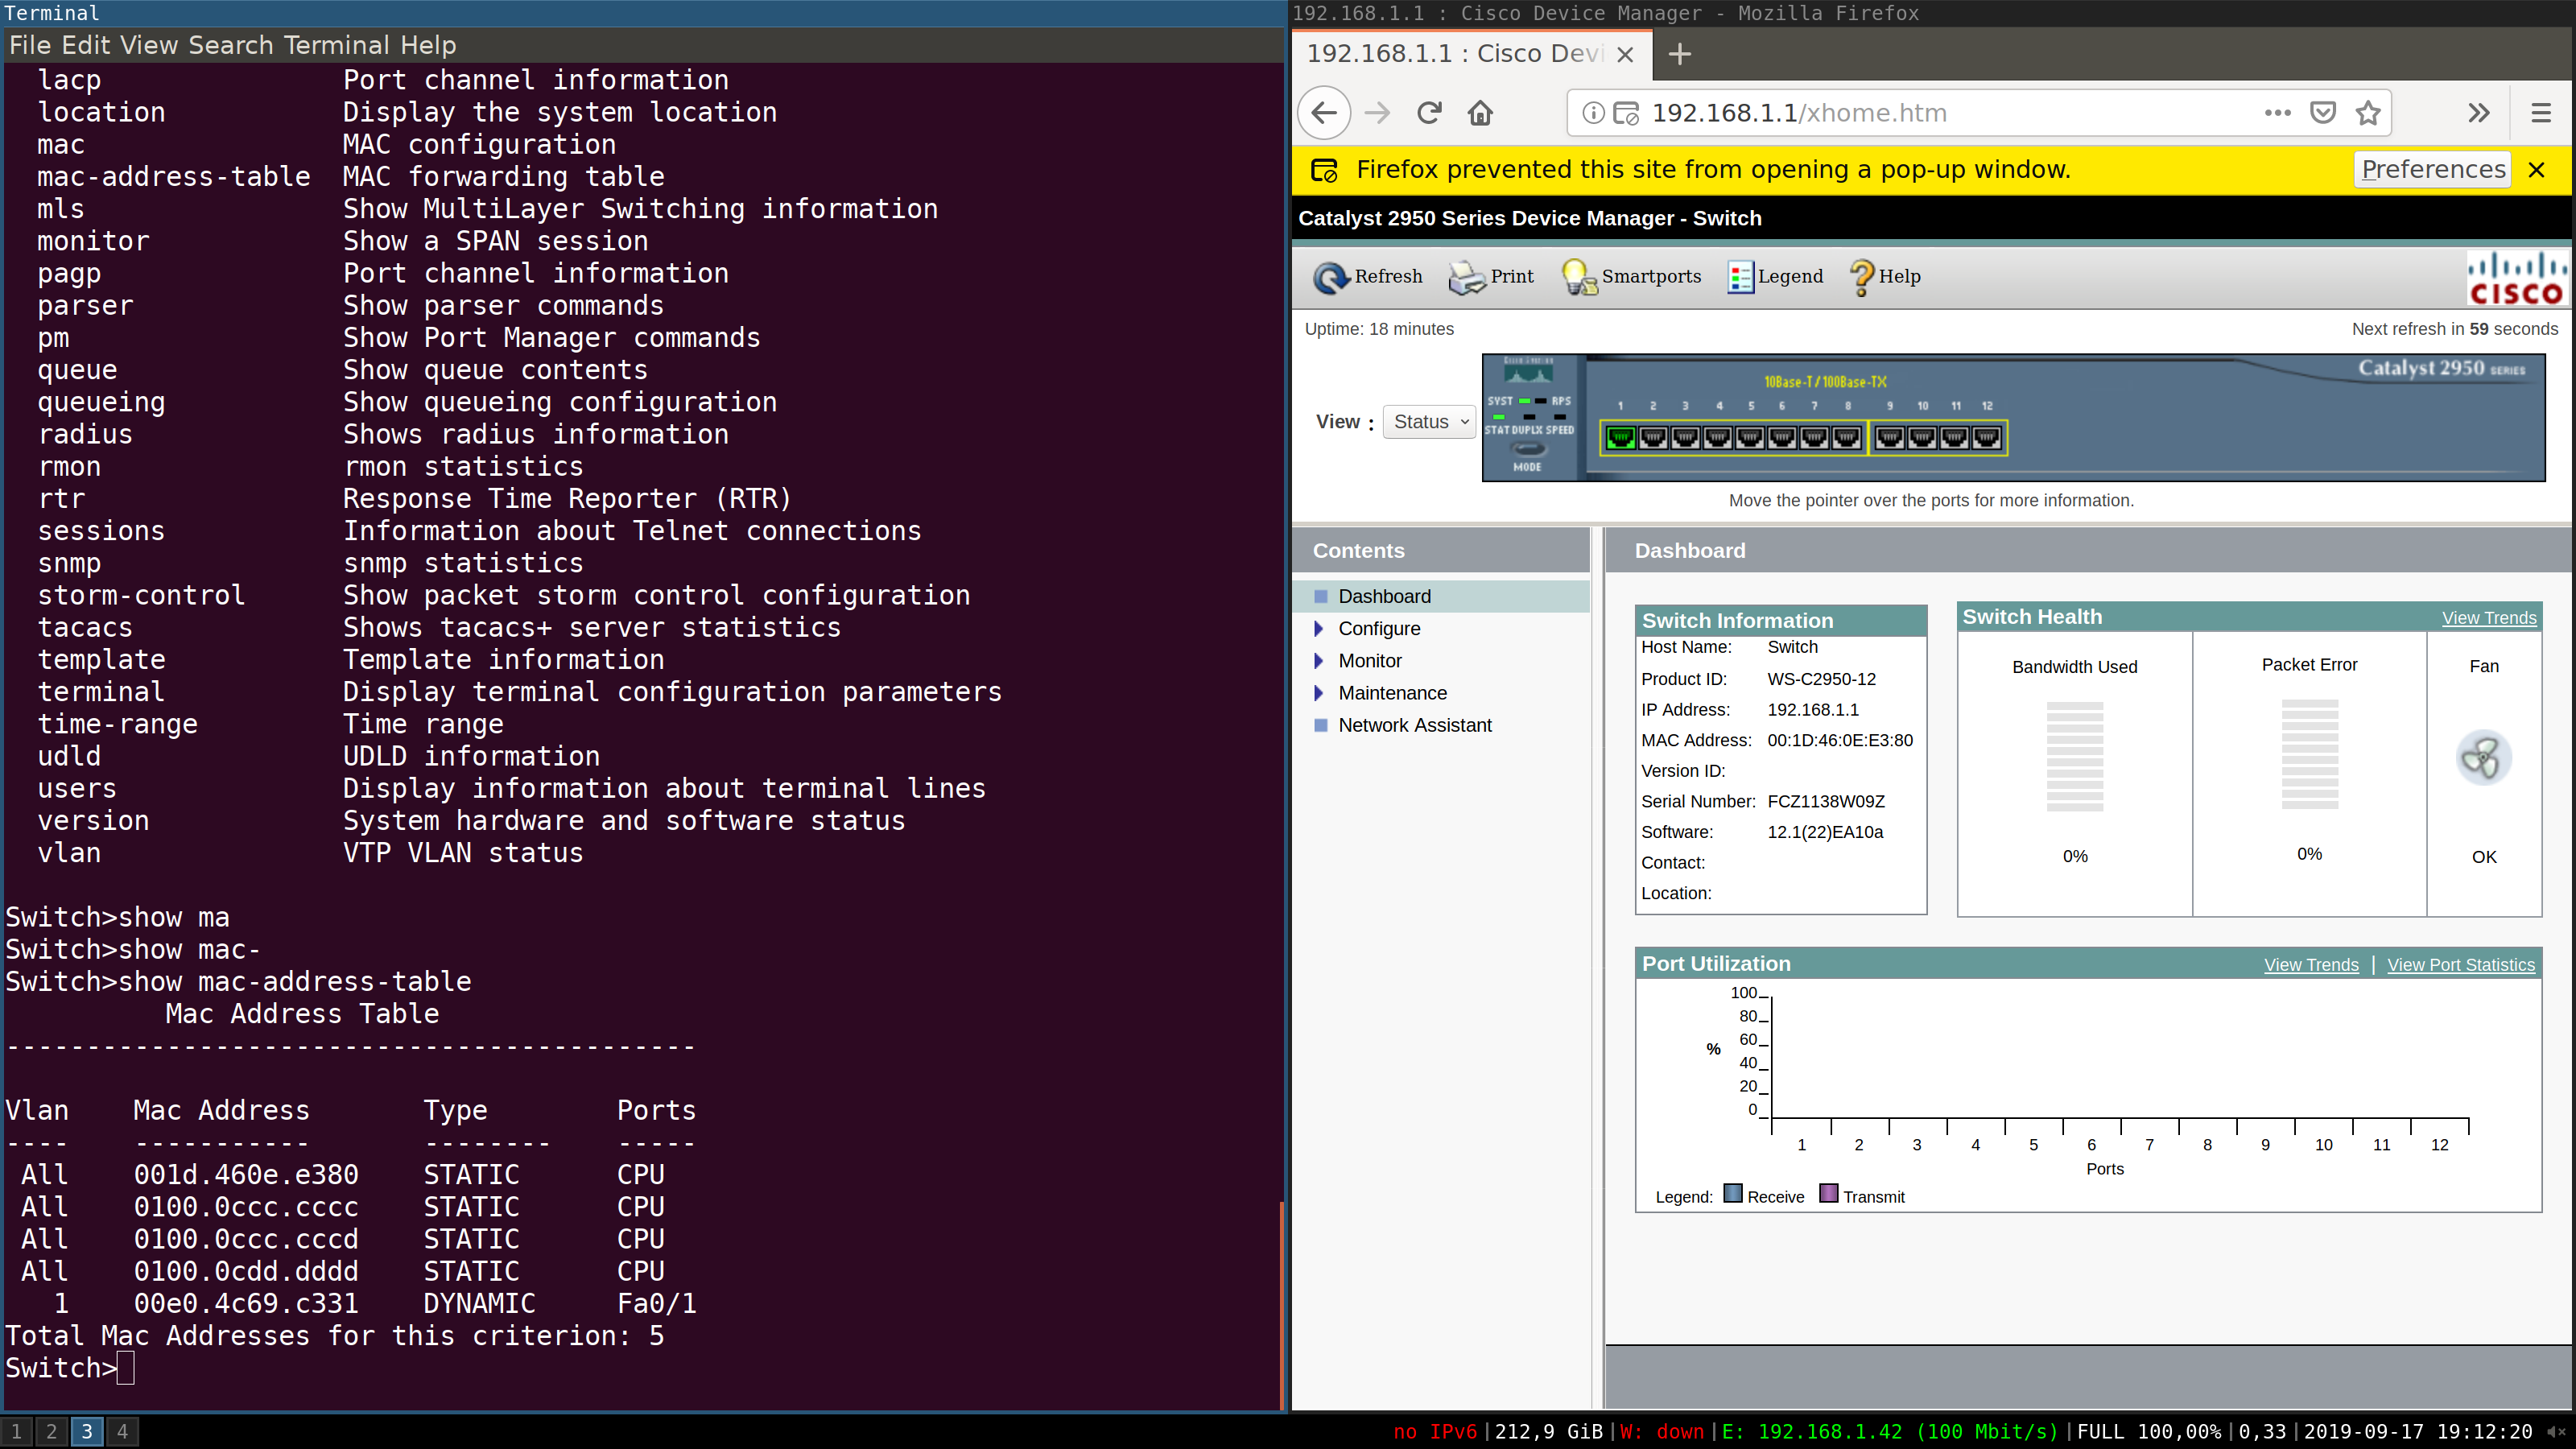 Terminal
File Edit View Search Terminal Help
lacp Port channel information
location Display the system location
mac MAC configuration
mac-address-table MAC forwarding table
mls Show MultiLayer Switching information
monitor Show a SPAN session
pagp Port channel information
parser Show parser commands
pm Show Port Manager commands
queue Show queue contents
queueing Show queueing configuration
radius Shows radius information
rmon rmon statistics
rtr Response Time Reporter (RTR)
sessions Information about Telnet connections
snmp snmp statistics
storm-control Show packet storm control configuration
tacacs Shows tacacs+ server statistics
template Template information
terminal Display terminal configuration parameters
time-range Time range
udld UDLD information
users Display information about terminal lines
version System hardware and software status
vlan VTP VLAN status
Switch>show ma
Switch>show mac-
Switch>show mac-address-table
Mac Address Table
-------------------------------------------
Vlan Mac Address Type Ports
---- ----------- -------- -----
All 001d.460e.e380 STATIC CPU
All 0100.0ccc.cccc STATIC CPU
All 0100.0ccc.cccd STATIC CPU
All 0100.0cdd.dddd STATIC CPU
1 00e0.4c69.c331 DYNAMIC Fa0/1
Total Mac Addresses for this criterion: 5
Switch>
192.168.1.1 : Cisco Device Manager - Mozilla Firefox
192.168.1.1 : Cisco Devi
192.168.1.1/xhome.htm
Firefox prevented this site from opening a pop-up window. Preferences
Catalyst 2950 Series Device Manager - Switch
Refresh Print Smartports Legend Help
CISCO
Uptime: 18 minutes Next refresh in 59 seconds
Catalyst 2950 SERIES
10Base-T / 100Base-TX
SYST RPS
1 2 3 4 5 6 7 8 9 10 11 12
View : Status
STAT DUPLX SPEED
MODE
Move the pointer over the ports for more information.
Contents
Dashboard
Configure
Monitor
Maintenance
Network Assistant
Dashboard
Switch Information
Host Name: Switch
Product ID: WS-C2950-12
IP Address: 192.168.1.1
MAC Address: 00:1D:46:0E:E3:80
Version ID:
Serial Number: FCZ1138W09Z
Software: 12.1(22)EA10a
Contact:
Location:
Switch Health View Trends
Bandwidth Used Packet Error Fan
0% 0% OK
Port Utilization View Trends | View Port Statistics
100
80
60
%
40
20
0
1 2 3 4 5 6 7 8 9 10 11 12
Ports
Legend: Receive Transmit
1 2 3 4
no IPv6|212,9 GiB|W: down|E: 192.168.1.42 (100 Mbit/s)|FULL 100,00%|0,33|2019-09-17 19:12:20